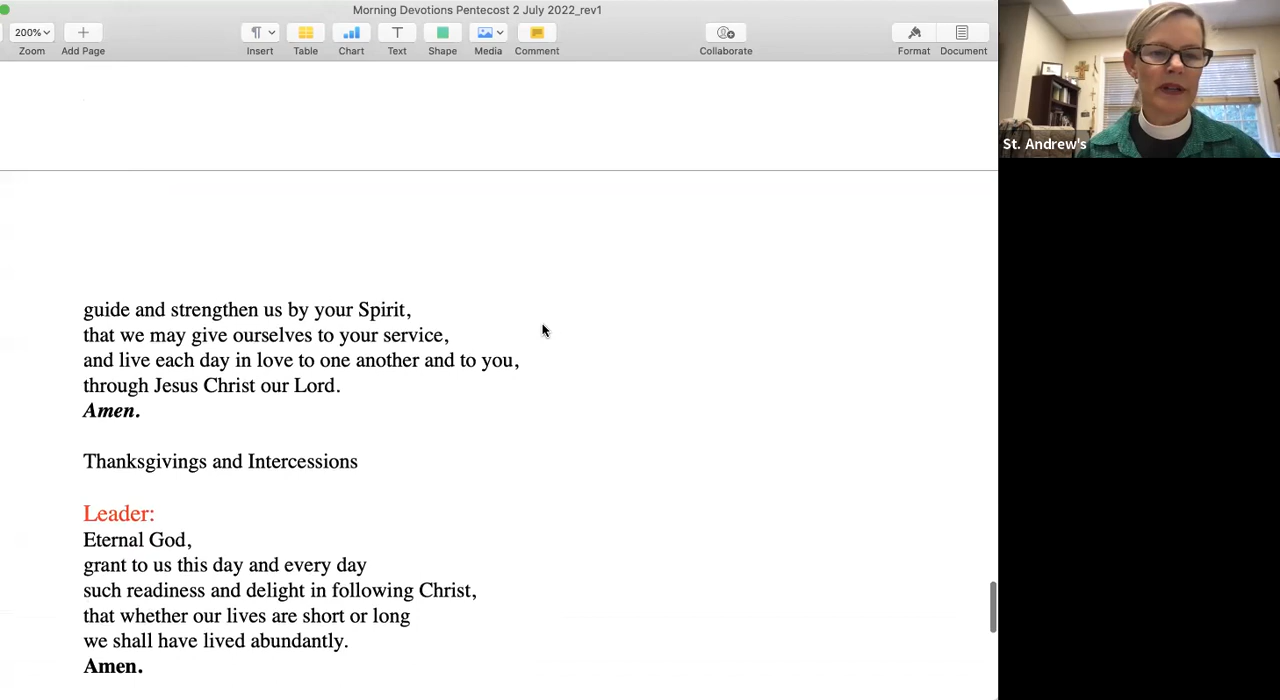 Morning Devotions Pentecost 2 July 2022_rev1
200%
Zoom
Add Page
Insert
Table
Chart
Text
Shape
Media
Comment
Collaborate
Format
Document
St. Andrew's
guide and strengthen us by your Spirit,
that we may give ourselves to your service,
and live each day in love to one another and to you,
through Jesus Christ our Lord.
Amen.
Thanksgivings and Intercessions
Leader:
Eternal God,
grant to us this day and every day
such readiness and delight in following Christ,
that whether our lives are short or long
we shall have lived abundantly.
Amen.